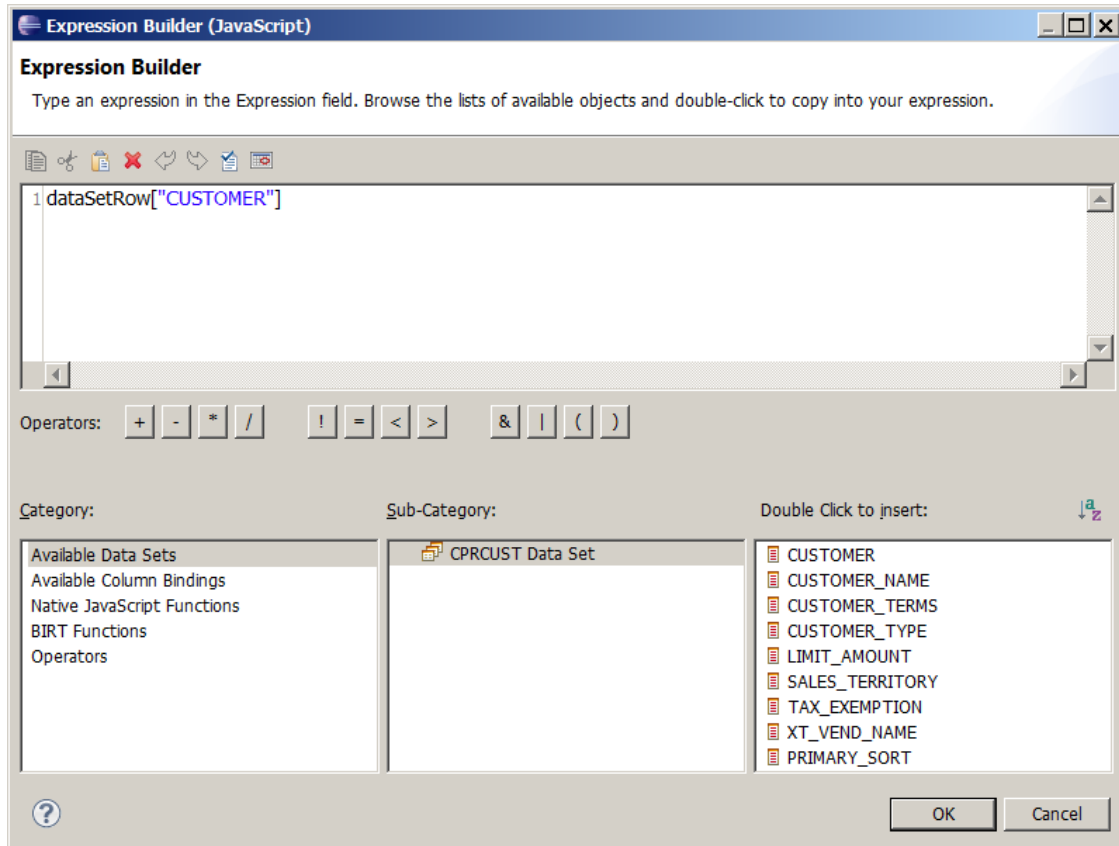 Expression Builder (JavaScript)
Expression Builder
Type an expression in the Expression field. Browse the lists of available objects and double-click to copy into your expression.
1 dataSetRow["CUSTOMER"]
Operators: + - * / ! = < > & | ( )
Category: Sub-Category: Double Click to insert: a z
Available Data Sets
Available Column Bindings
Native JavaScript Functions
BIRT Functions
Operators
CPRCUST Data Set
CUSTOMER
CUSTOMER_NAME
CUSTOMER_TERMS
CUSTOMER_TYPE
LIMIT_AMOUNT
SALES_TERRITORY
TAX_EXEMPTION
XT_VEND_NAME
PRIMARY_SORT
? OK Cancel